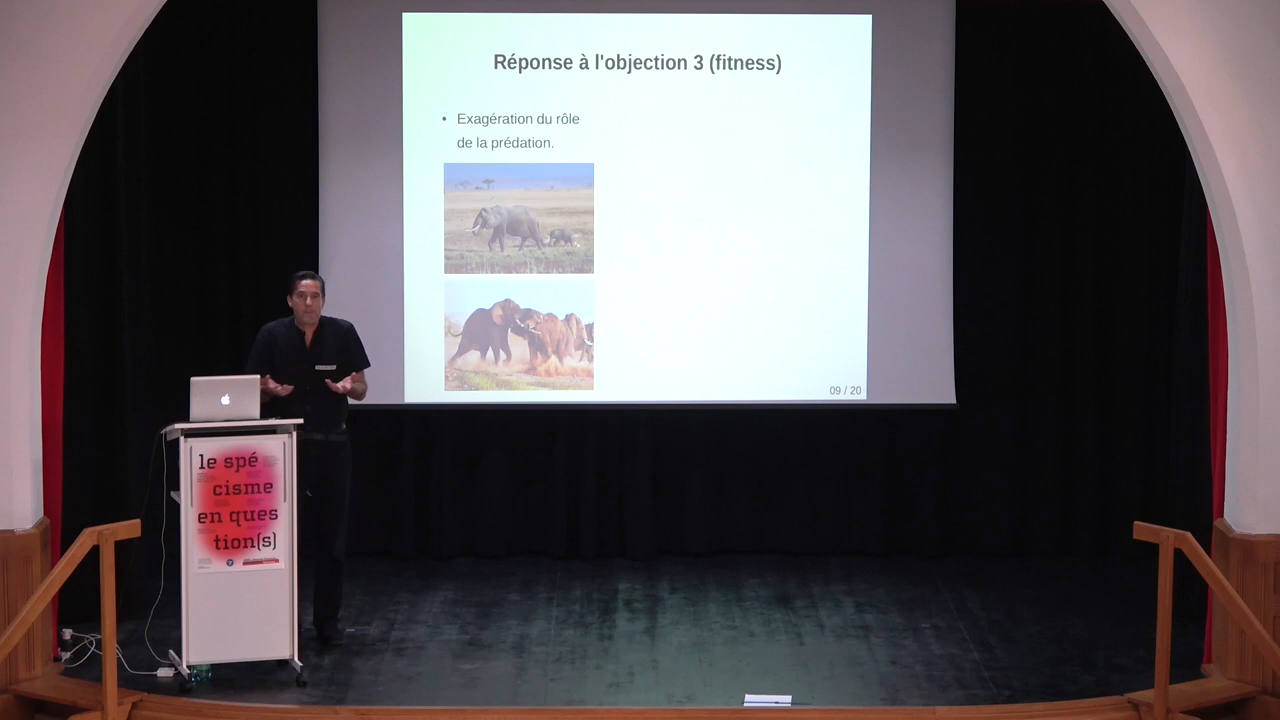 Réponse à l'objection 3 (fitness)
• Exagération du rôle
de la prédation.
09 / 20
le spé
cisme
en ques
tion(s)